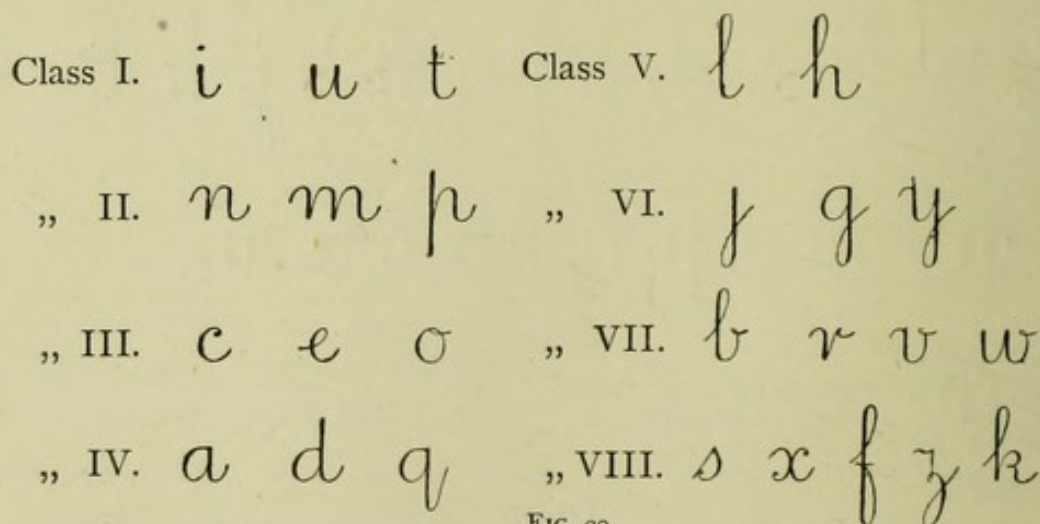 Class I. i u t Class V. l h
„ II. n m p „ VI. j g y
„ III. c e o „ VII. b r v w
„ IV. a d q „ VIII. s x f z k